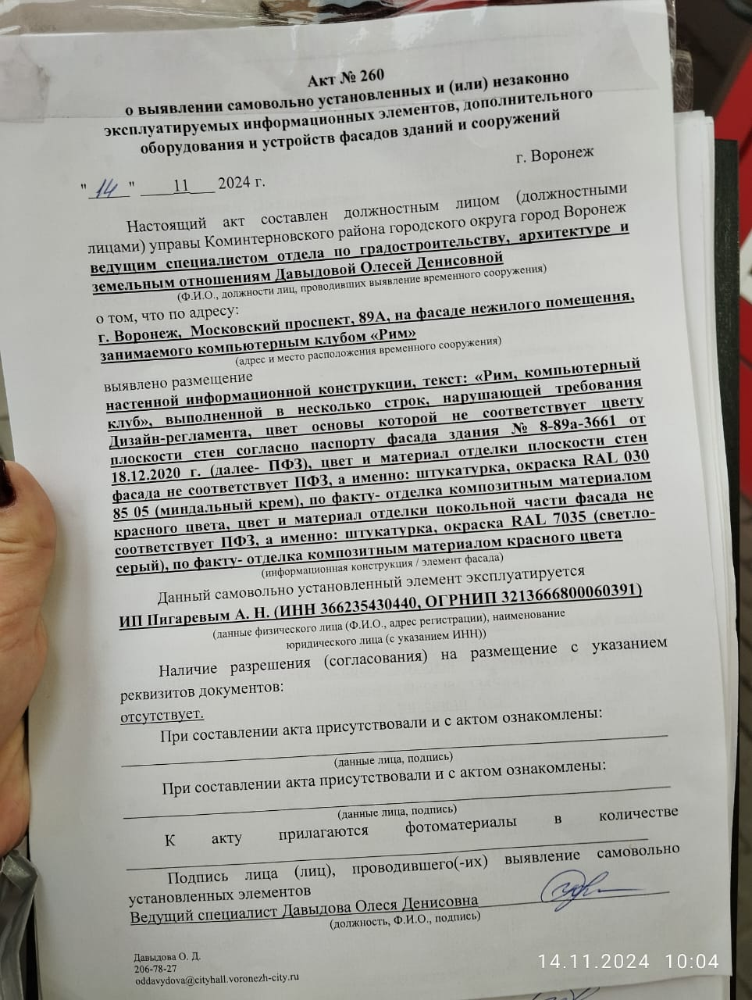 Акт № 260
о выявлении самовольно установленных и (или) незаконно
эксплуатируемых информационных элементов, дополнительного
оборудования и устройств фасадов зданий и сооружений
г. Воронеж
"14" 11 2024 г.
Настоящий акт составлен должностным лицом (должностными
лицами) управы Коминтерновского района городского округа город Воронеж
ведущим специалистом отдела по градостроительству, архитектуре и
земельным отношениям Давыдовой Олесей Денисовной
(Ф.И.О., должности лиц, проводивших выявление временного сооружения)
о том, что по адресу:
г. Воронеж, Московский проспект, 89А, на фасаде нежилого помещения,
занимаемого компьютерным клубом «Рим»
(адрес и место расположения временного сооружения)
выявлено размещение
настенной информационной конструкции, текст: «Рим, компьютерный
клуб», выполненной в несколько строк, нарушающей требования
Дизайн-регламента, цвет основы которой не соответствует цвету
плоскости стен согласно паспорту фасада здания № 8-89а-3661 от
18.12.2020 г. (далее- ПФЗ), цвет и материал отделки плоскости стен
фасада не соответствует ПФЗ, а именно: штукатурка, окраска RAL 030
85 05 (миндальный крем), по факту- отделка композитным материалом
красного цвета, цвет и материал отделки цокольной части фасада не
соответствует ПФЗ, а именно: штукатурка, окраска RAL 7035 (светло-
серый), по факту- отделка композитным материалом красного цвета
(информационная конструкция / элемент фасада)
Данный самовольно установленный элемент эксплуатируется
ИП Пигаревым А. Н. (ИНН 366235430440, ОГРНИП 3213666800060391)
(данные физического лица (Ф.И.О., адрес регистрации), наименование
юридического лица (с указанием ИНН))
Наличие разрешения (согласования) на размещение с указанием
реквизитов документов:
отсутствует.
При составлении акта присутствовали и с актом ознакомлены:
(данные лица, подпись)
При составлении акта присутствовали и с актом ознакомлены:
(данные лица, подпись)
К акту прилагаются фотоматериалы в количестве
Подпись лица (лиц), проводившего(-их) выявление самовольно
установленных элементов
Ведущий специалист Давыдова Олеся Денисовна
(должность, Ф.И.О., подпись)
Давыдова О. Д.
206-78-27
oddavydova@cityhall.voronezh-city.ru
14.11.2024 10:04